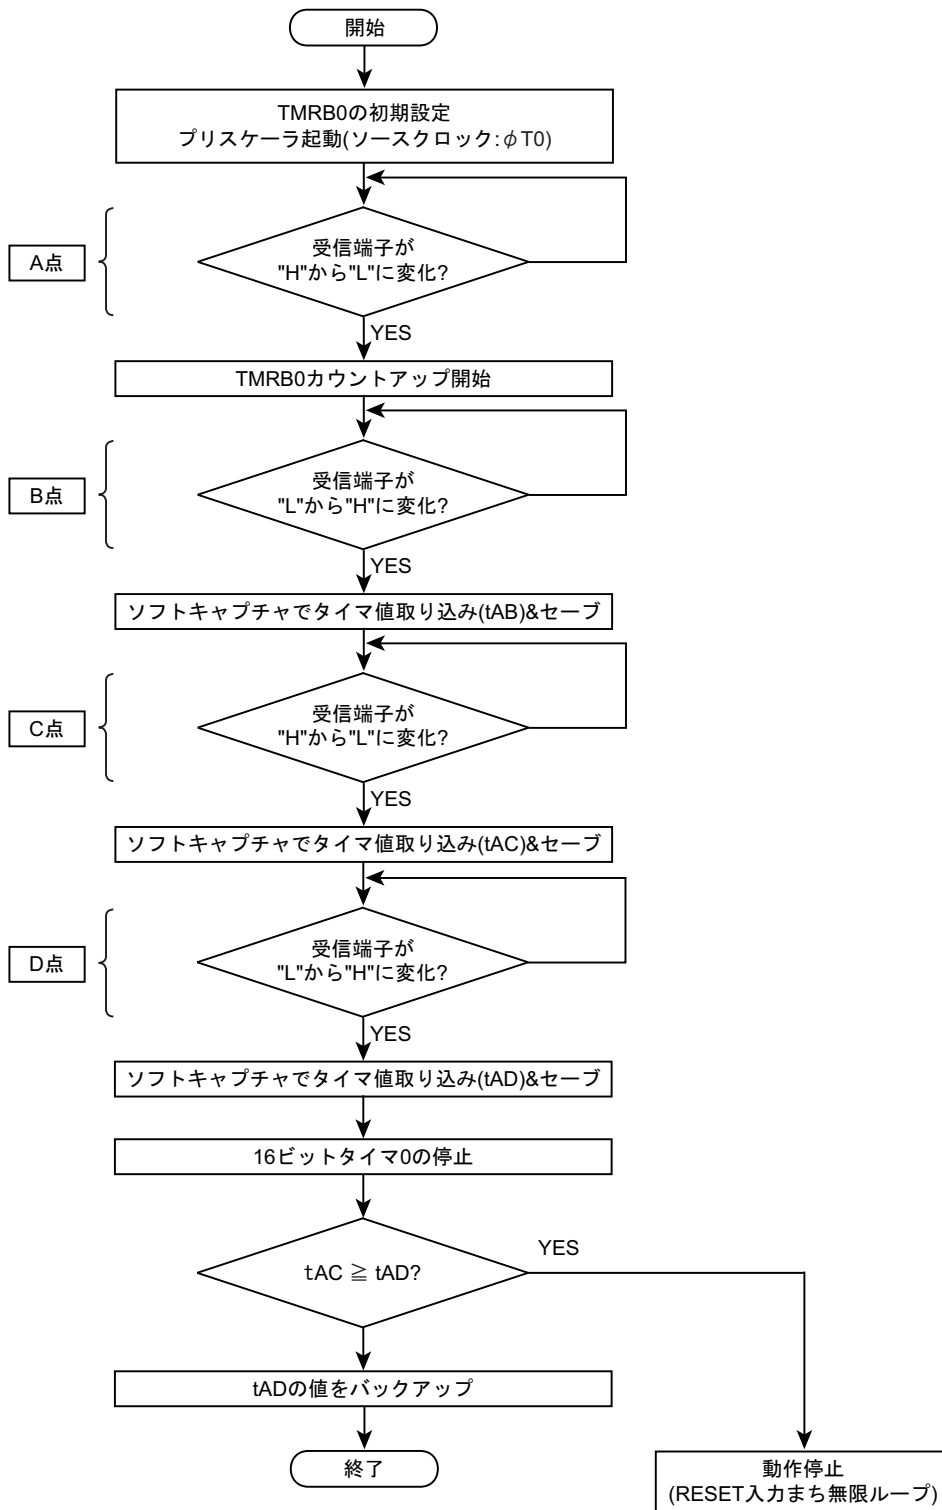 開始
TMRB0の初期設定
プリスケーラ起動(ソースクロック:φT0)
A点
受信端子が
"H"から"L"に変化?
YES
TMRB0カウントアップ開始
B点
受信端子が
"L"から"H"に変化?
YES
ソフトキャプチャでタイマ値取り込み(tAB)&セーブ
C点
受信端子が
"H"から"L"に変化?
YES
ソフトキャプチャでタイマ値取り込み(tAC)&セーブ
D点
受信端子が
"L"から"H"に変化?
YES
ソフトキャプチャでタイマ値取り込み(tAD)&セーブ
16ビットタイマ0の停止
tAC ≧ tAD?
YES
tADの値をバックアップ
終了
動作停止
(RESET入力まち無限ループ)